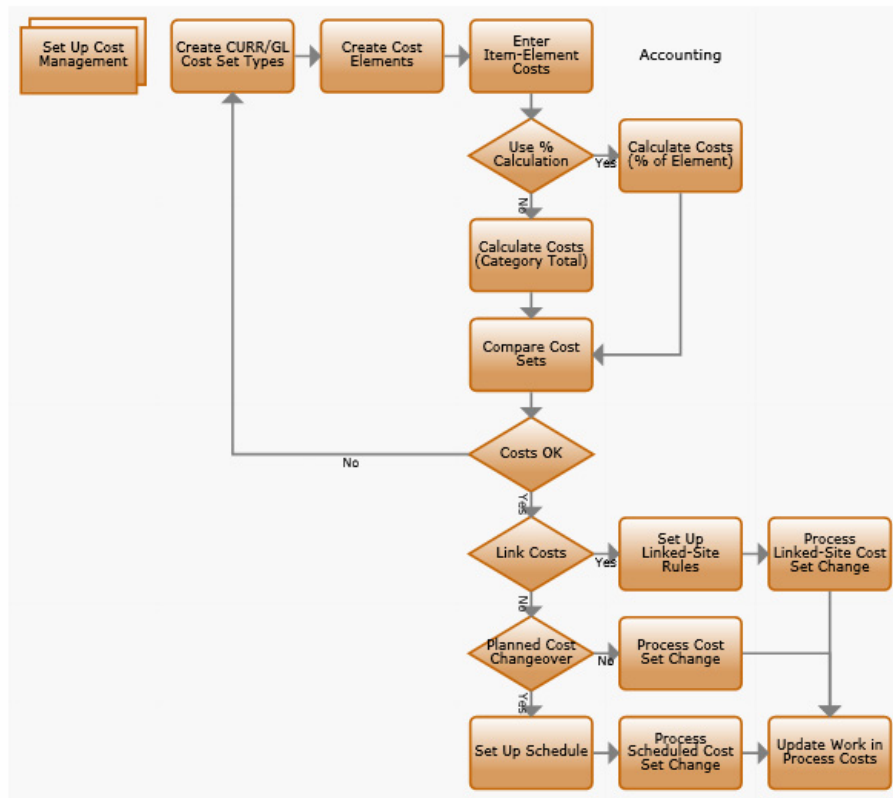 Set Up Cost
Management
Create CURR/GL
Cost Set Types
Create Cost
Elements
Enter
Item-Element
Costs
Accounting
Use %
Calculation
Yes
Calculate Costs
(% of Element)
No
Calculate Costs
(Category Total)
Compare Cost
Sets
Costs OK
No
Yes
Link Costs
Yes
Set Up
Linked-Site
Rules
Process
Linked-Site Cost
Set Change
No
Planned Cost
Changeover
No
Process Cost
Set Change
Yes
Set Up Schedule
Process
Scheduled Cost
Set Change
Update Work in
Process Costs